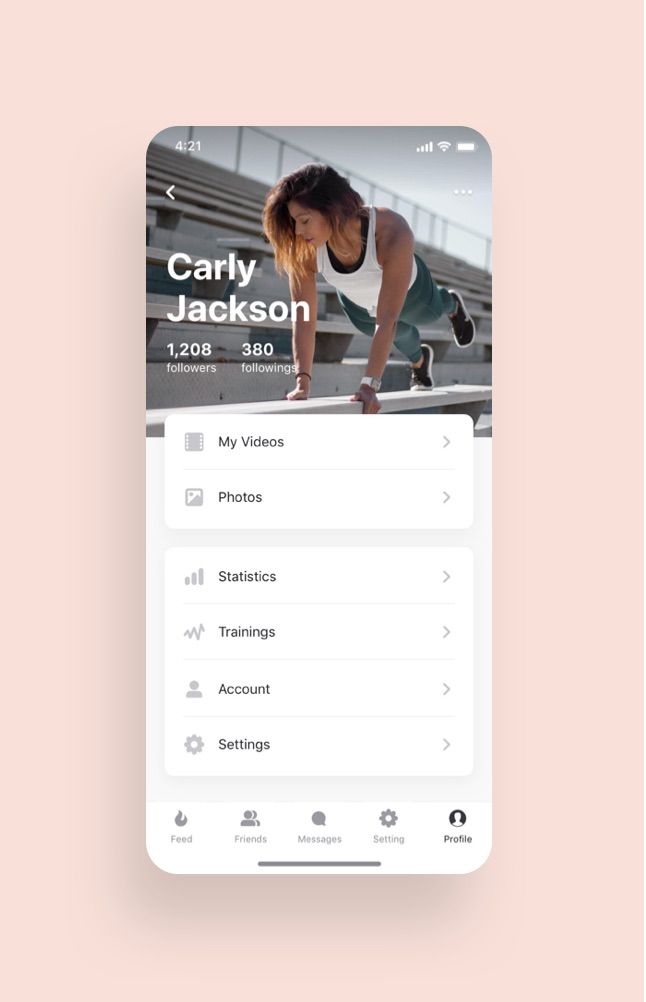 4:21
Carly
Jackson
1,208 380
followers followings
My Videos
Photos
Statistics
Trainings
Account
Settings
Feed Friends Messages Setting Profile